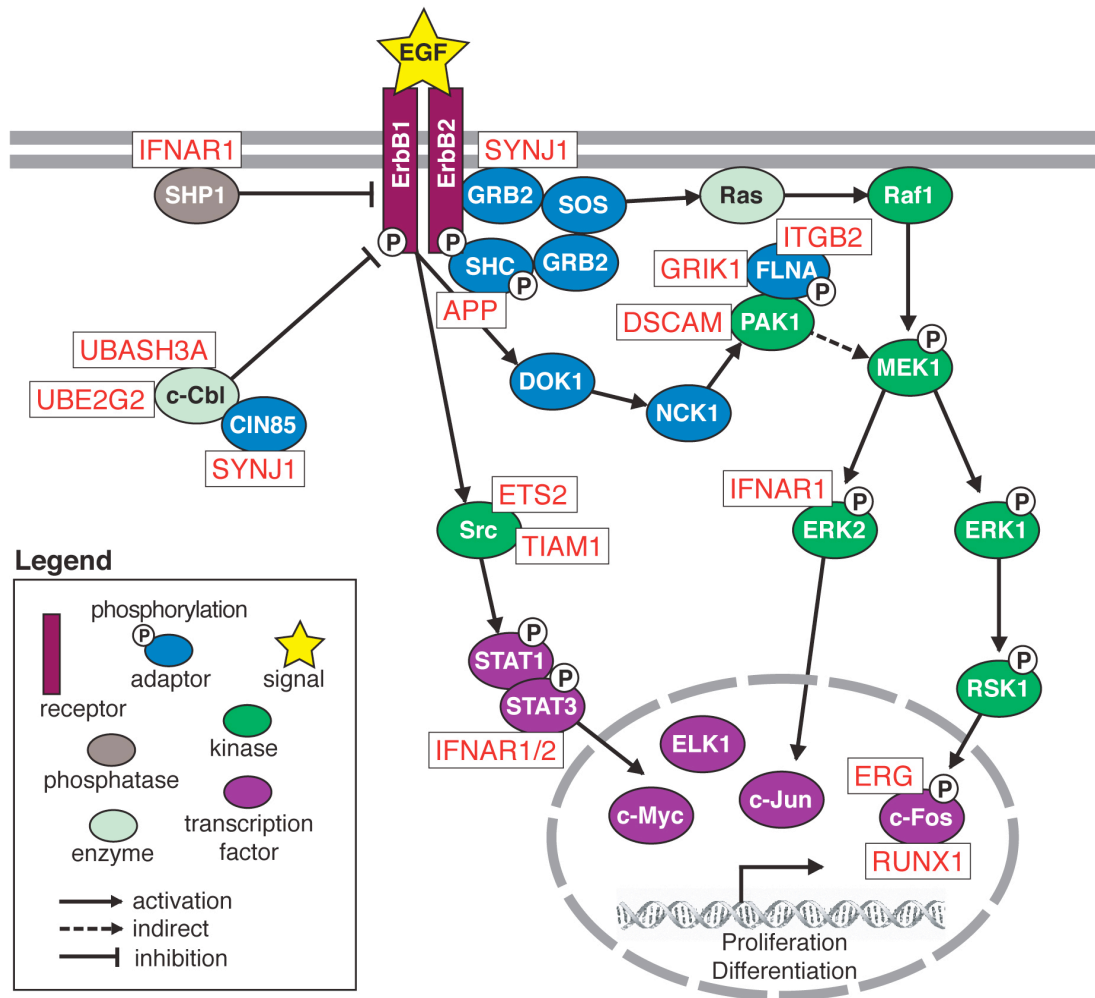 EGF
ErbB1
ErbB2
IFNAR1
SHP1
SYNJ1
GRB2
SOS
Ras
Raf1
P
P
SHC
P
GRB2
APP
ITGB2
GRIK1
FLNA
P
DSCAM
PAK1
P
MEK1
UBASH3A
UBE2G2
c-Cbl
CIN85
SYNJ1
DOK1
NCK1
ETS2
Src
TIAM1
IFNAR1
P
ERK2
P
ERK1
P
STAT1
P
STAT3
IFNAR1/2
P
RSK1
ELK1
c-Myc
c-Jun
ERG
P
c-Fos
RUNX1
Proliferation
Differentiation
Legend
phosphorylation
P
adaptor
signal
receptor
kinase
phosphatase
transcription
factor
enzyme
activation
indirect
inhibition